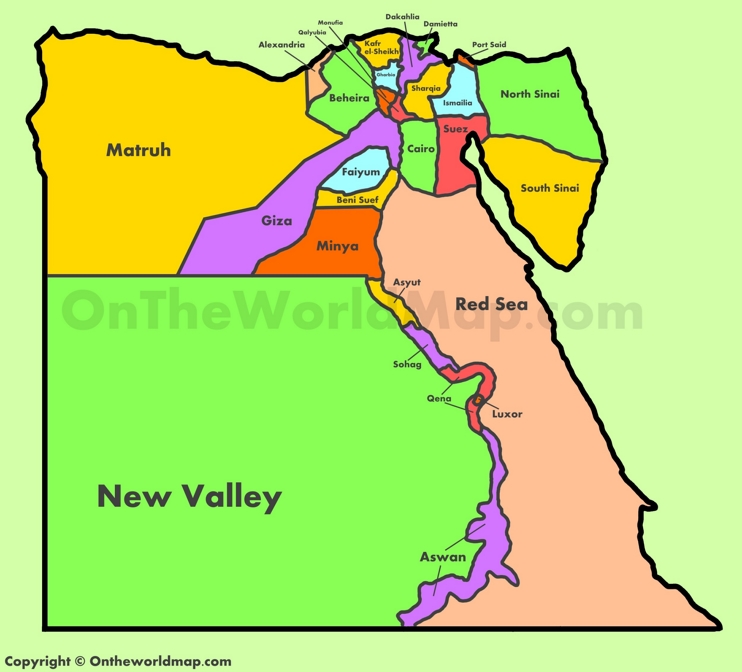 Dakahlia
Damietta
Monufia
Qalyubia
Kafr
el-Sheikh
Alexandria
Port Said
Gharbia
Sharqia
Beheira
Ismailia
North Sinai
Suez
Matruh
Cairo
Faiyum
South Sinai
Beni Suef
Giza
Minya
Asyut
Red Sea
OnTheWorldMap.com
Sohag
Qena
Luxor
New Valley
Aswan
Copyright © Ontheworldmap.com